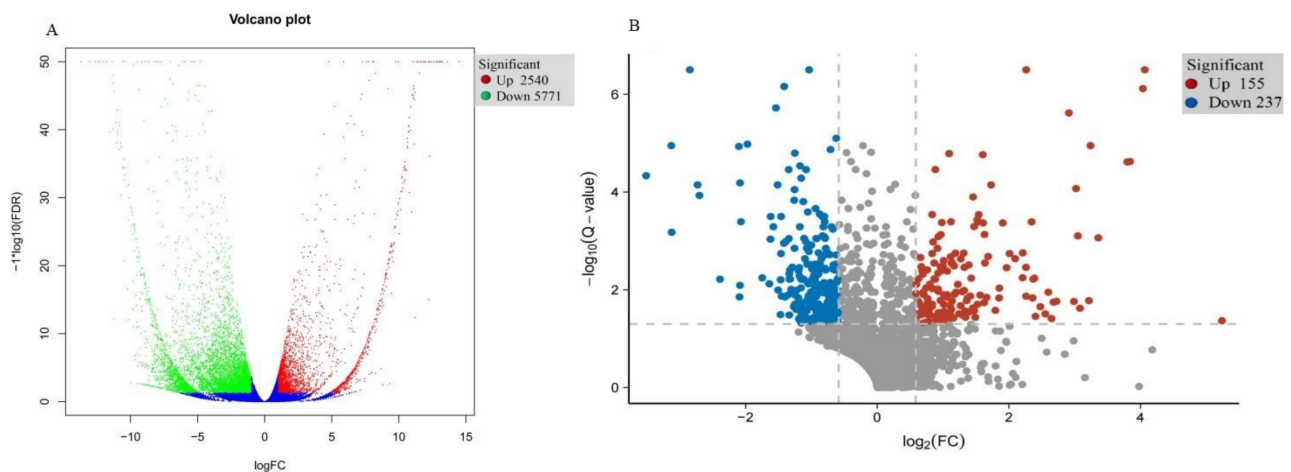 A
Volcano plot
Significant
Up 2540
Down 5771
50
40
30
20
10
0
−1*log10(FDR)
−10
−5
0
5
10
15
logFC
B
Significant
Up 155
Down 237
6
4
2
0
−log10(Q − value)
−2
0
2
4
log2(FC)